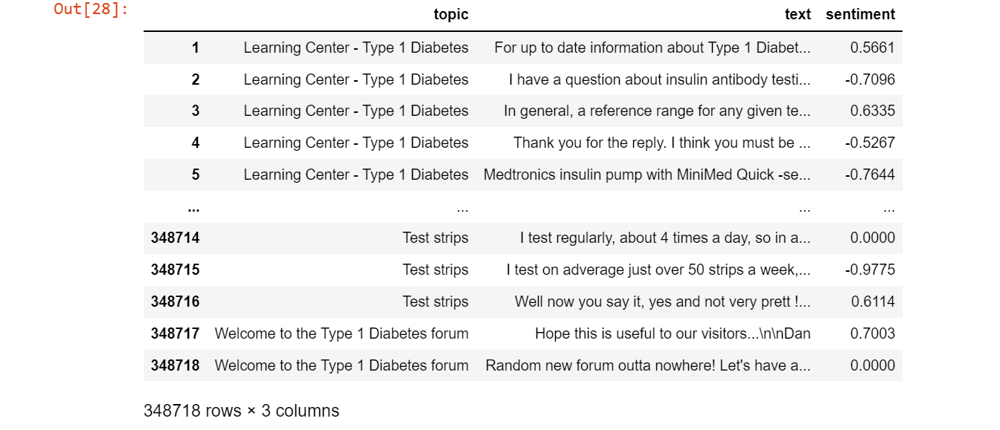 Out[28]:
topic text sentiment
1 Learning Center - Type 1 Diabetes For up to date information about Type 1 Diabet... 0.5661
2 Learning Center - Type 1 Diabetes I have a question about insulin antibody testi... -0.7096
3 Learning Center - Type 1 Diabetes In general, a reference range for any given te... 0.6335
4 Learning Center - Type 1 Diabetes Thank you for the reply. I think you must be ... -0.5267
5 Learning Center - Type 1 Diabetes Medtronics insulin pump with MiniMed Quick -se... -0.7644
... ... ... ...
348714 Test strips I test regularly, about 4 times a day, so in a... 0.0000
348715 Test strips I test on adverage just over 50 strips a week,... -0.9775
348716 Test strips Well now you say it, yes and not very prett !... 0.6114
348717 Welcome to the Type 1 Diabetes forum Hope this is useful to our visitors...\n\nDan 0.7003
348718 Welcome to the Type 1 Diabetes forum Random new forum outta nowhere! Let's have a... 0.0000
348718 rows × 3 columns